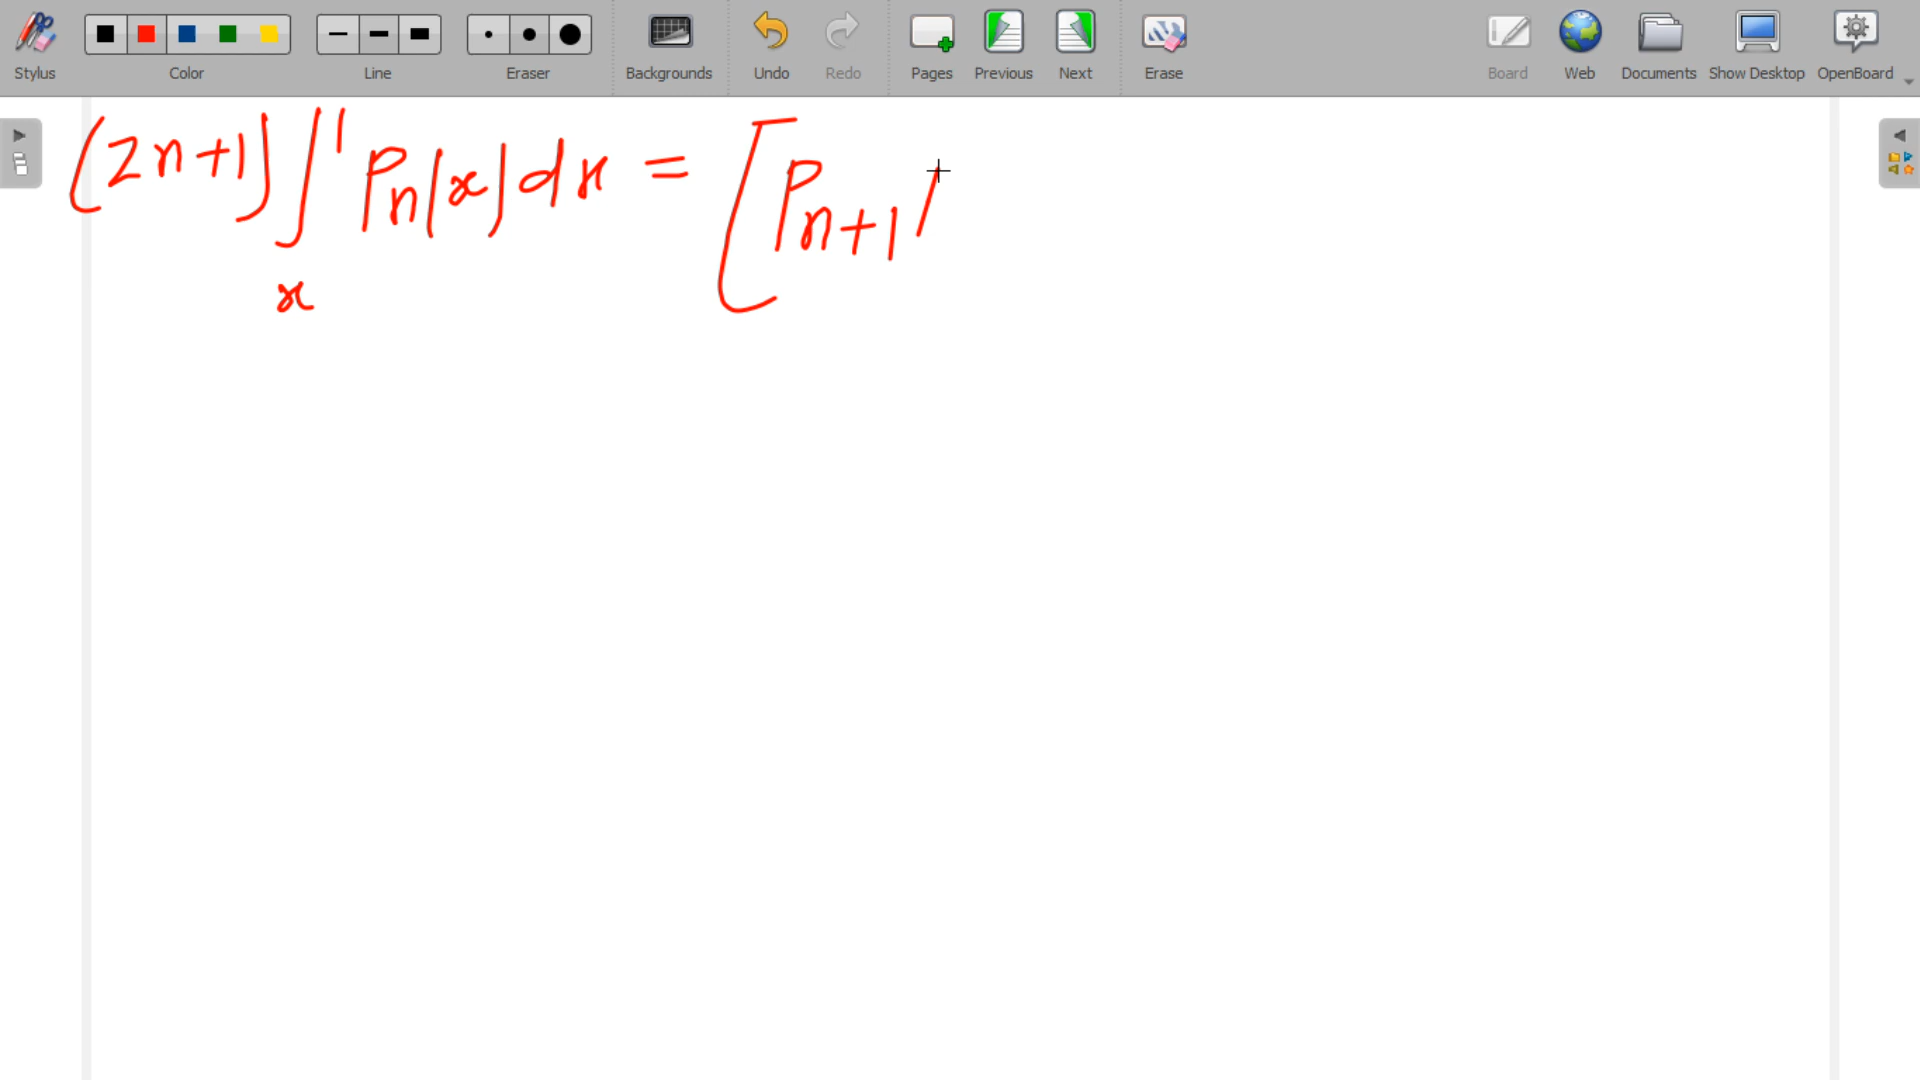 Stylus Color Line Eraser Backgrounds Undo Redo Pages Previous Next Erase Board Web Documents Show Desktop OpenBoard
(2n+1) ∫ₓ¹ Pₙ(x) dx = [Pₙ₊₁(